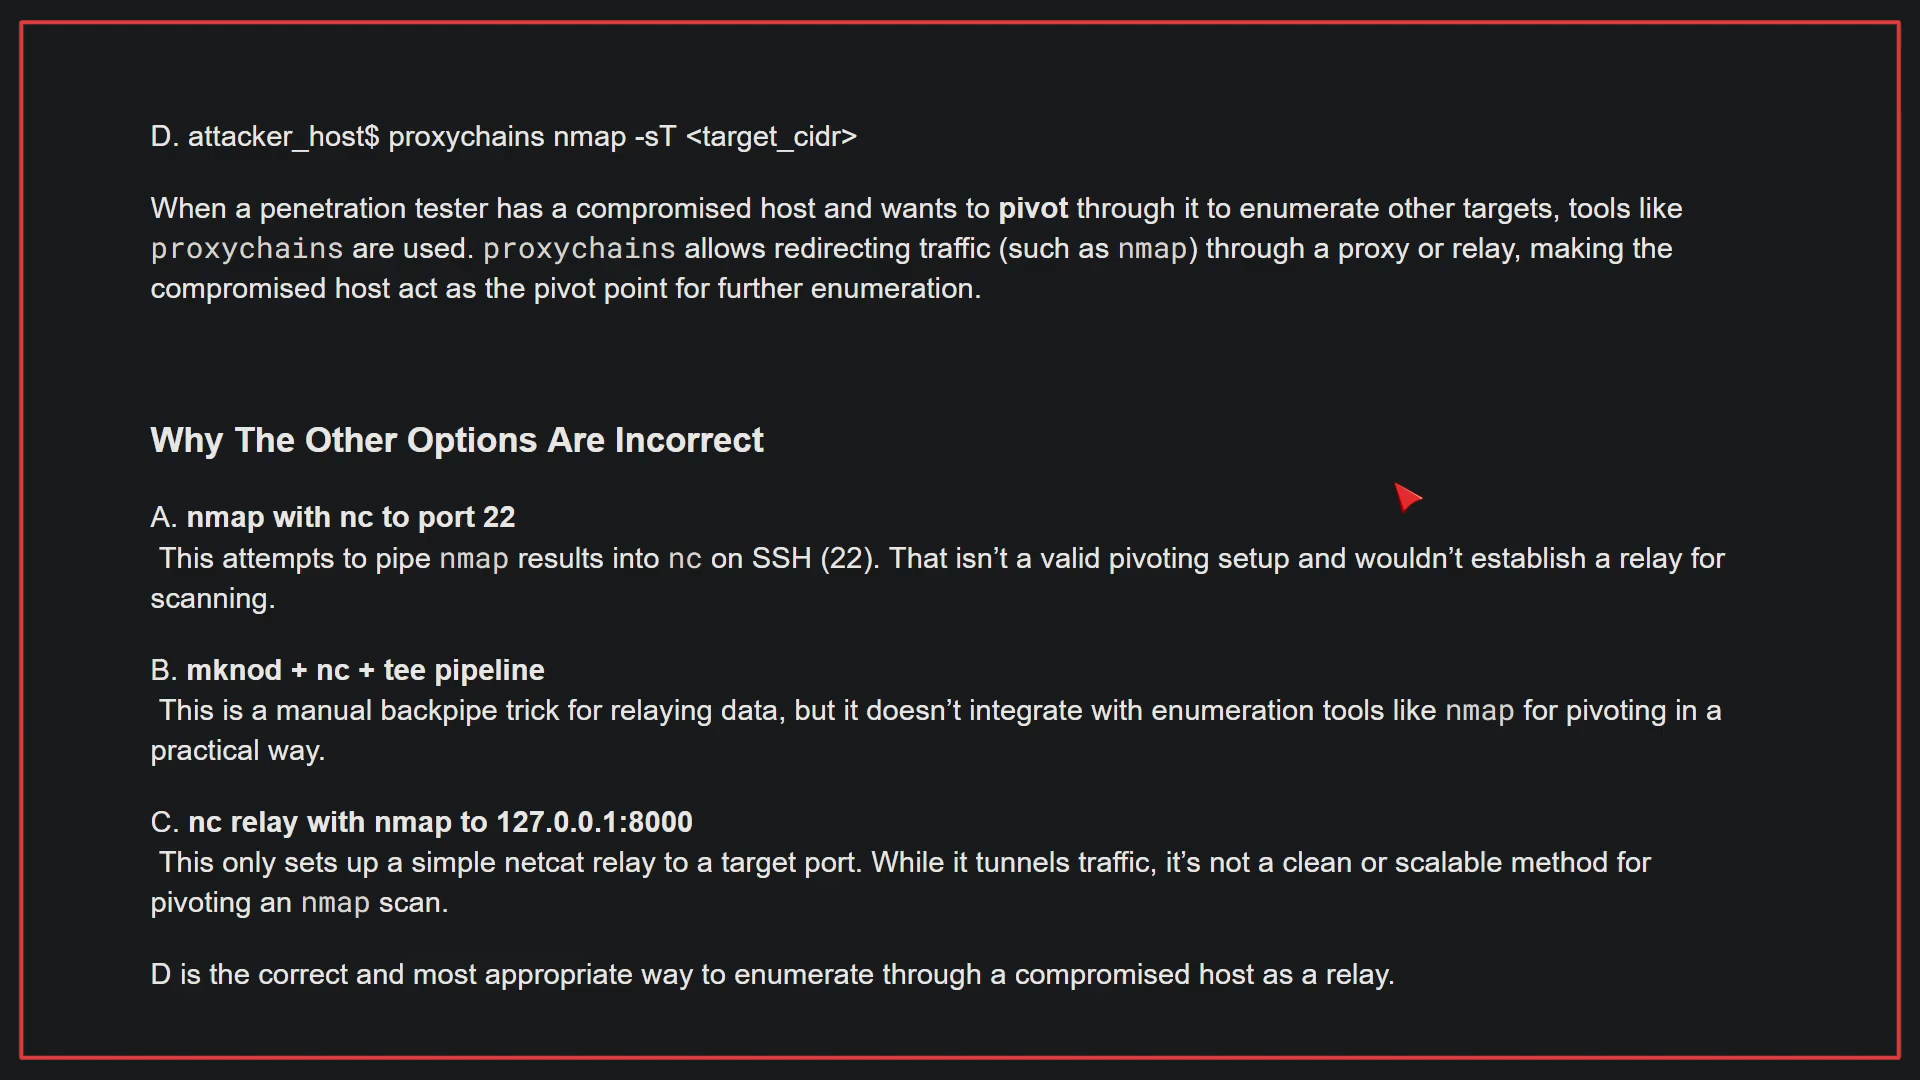 D. attacker_host$ proxychains nmap -sT <target_cidr>
When a penetration tester has a compromised host and wants to pivot through it to enumerate other targets, tools like
proxychains are used. proxychains allows redirecting traffic (such as nmap) through a proxy or relay, making the
compromised host act as the pivot point for further enumeration.
Why The Other Options Are Incorrect
A. nmap with nc to port 22
This attempts to pipe nmap results into nc on SSH (22). That isn’t a valid pivoting setup and wouldn’t establish a relay for
scanning.
B. mknod + nc + tee pipeline
This is a manual backpipe trick for relaying data, but it doesn’t integrate with enumeration tools like nmap for pivoting in a
practical way.
C. nc relay with nmap to 127.0.0.1:8000
This only sets up a simple netcat relay to a target port. While it tunnels traffic, it’s not a clean or scalable method for
pivoting an nmap scan.
D is the correct and most appropriate way to enumerate through a compromised host as a relay.